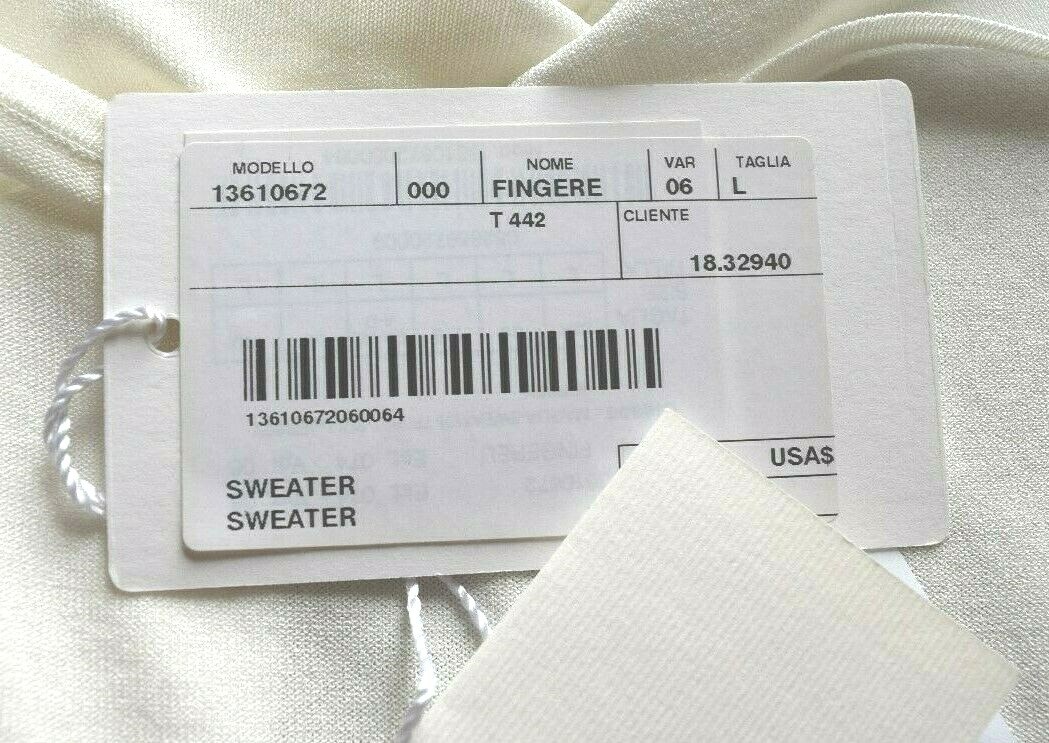 MODELLO NOME VAR TAGLIA
13610672 000 FINGERE 06 L
T 442 CLIENTE
18.32940
13610672060064
USA$
SWEATER
SWEATER